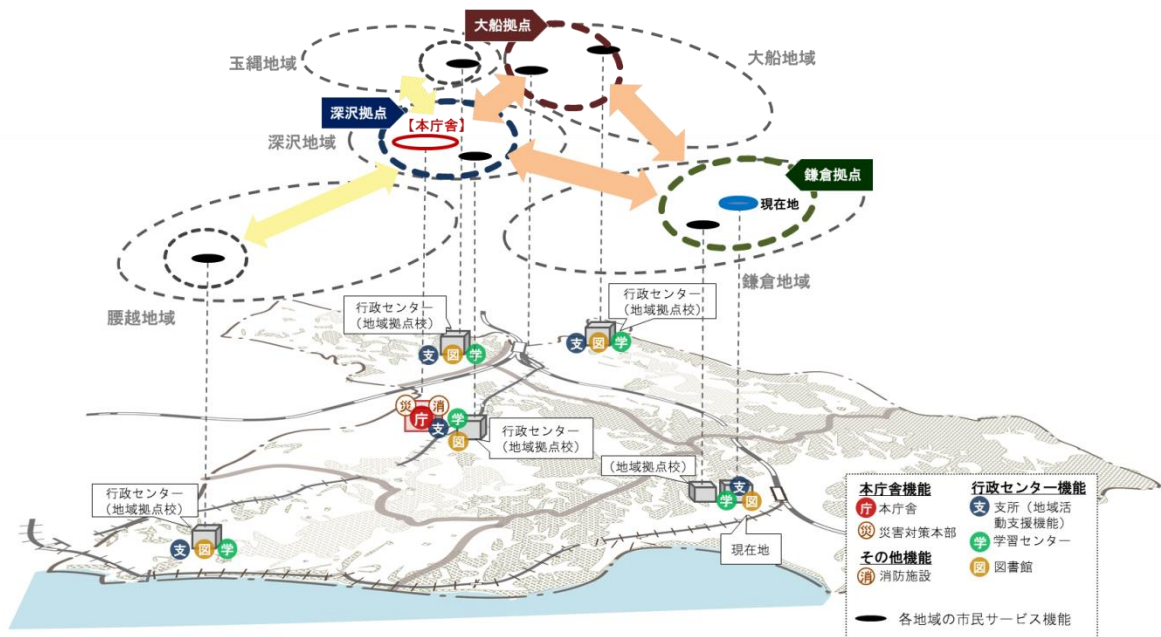 大船拠点
玉縄地域
大船地域
深沢拠点
【本庁舎】
深沢地域
鎌倉拠点
現在地
鎌倉地域
腰越地域
行政センター
（地域拠点校）
行政センター
（地域拠点校）
支 図 学
支 図 学
災 消
庁
支 学
図
行政センター
（地域拠点校）
（地域拠点校）
支
学 図
行政センター
（地域拠点校）
支 図 学
現在地
本庁舎機能
庁 本庁舎
災 災害対策本部
その他機能
消 消防施設
行政センター機能
支 支所（地域活
動支援機能）
学 学習センター
図 図書館
各地域の市民サービス機能